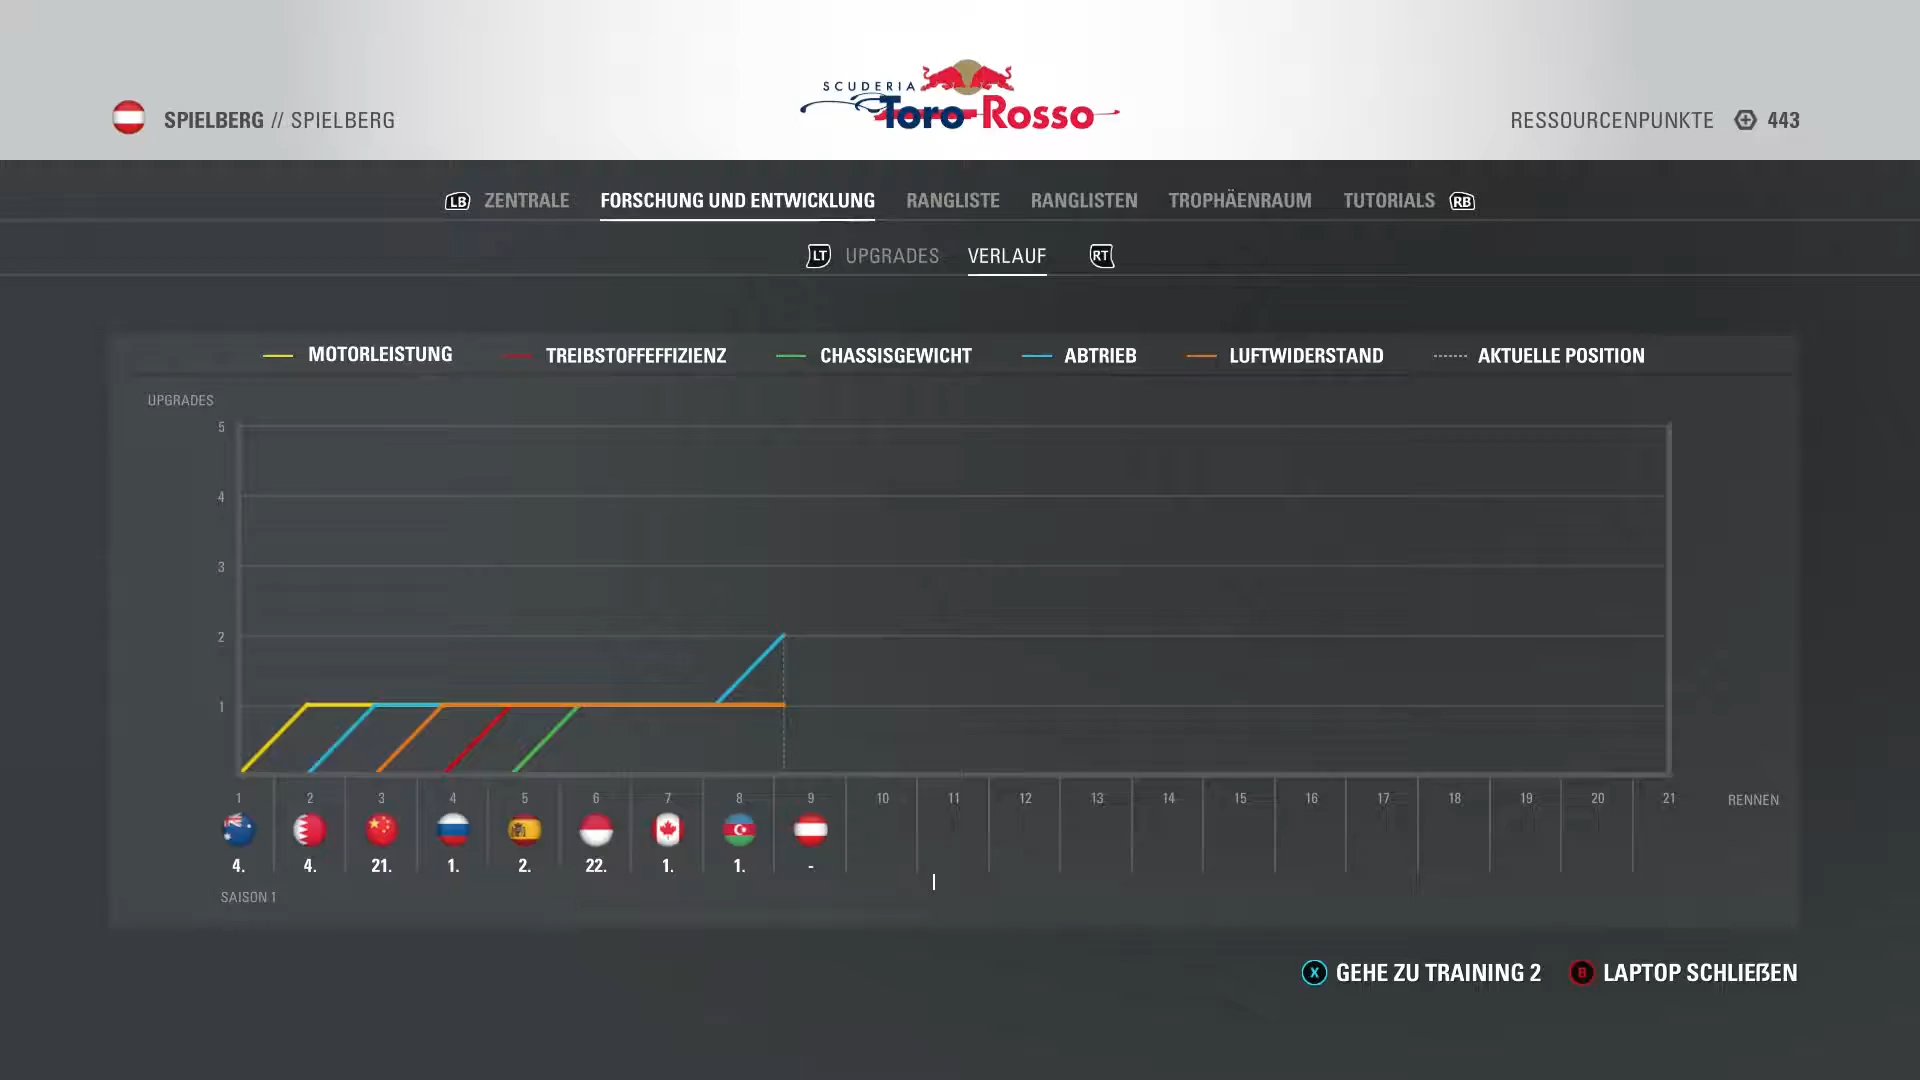 SPIELBERG // SPIELBERG
SCUDERIA
Toro Rosso
RESSOURCENPUNKTE 443
LB ZENTRALE FORSCHUNG UND ENTWICKLUNG RANGLISTE RANGLISTEN TROPHÄENRAUM TUTORIALS RB
LT UPGRADES VERLAUF RT
MOTORLEISTUNG TREIBSTOFFEFFIZIENZ CHASSISGEWICHT ABTRIEB LUFTWIDERSTAND AKTUELLE POSITION
UPGRADES
5
4
3
2
1
1 2 3 4 5 6 7 8 9 10 11 12 13 14 15 16 17 18 19 20 21 RENNEN
4. 4. 21. 1. 2. 22. 1. 1. -
SAISON 1
X GEHE ZU TRAINING 2 B LAPTOP SCHLIEẞEN